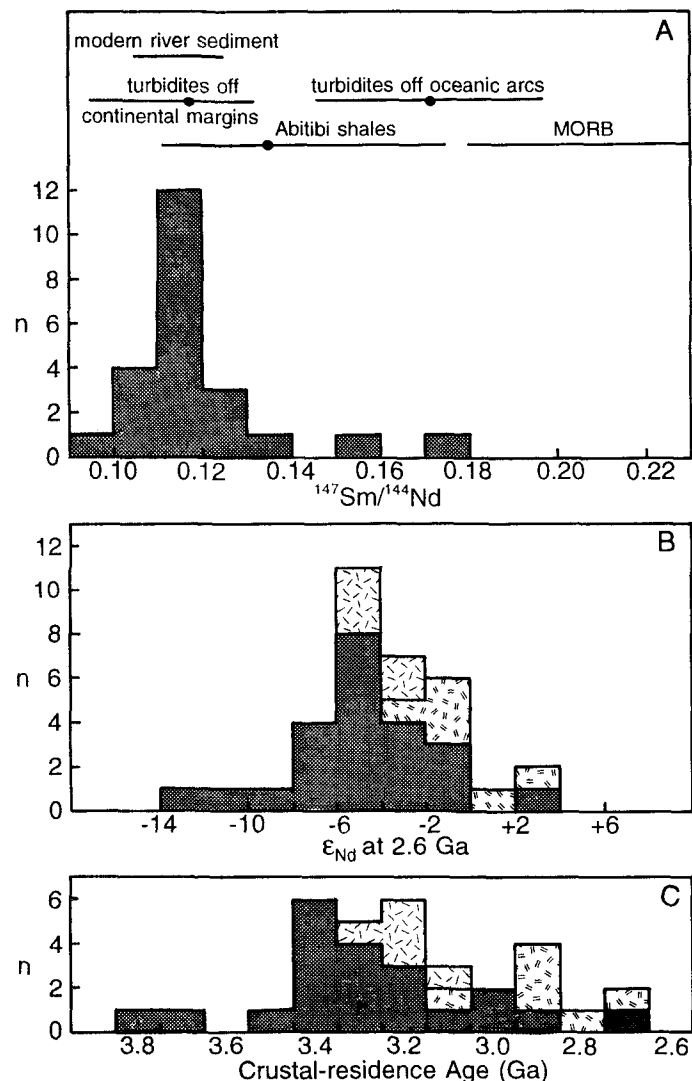 A
modern river sediment
turbidites off
continental margins
turbidites off oceanic arcs
Abitibi shales
MORB
12
10
8
n 6
4
2
0
0.10 0.12 0.14 0.16 0.18 0.20 0.22
¹⁴⁷Sm/¹⁴⁴Nd
B
12
10
8
n 6
4
2
0
-14 -10 -6 -2 +2 +6
εNd at 2.6 Ga
C
6
4
n
2
0
3.8 3.6 3.4 3.2 3.0 2.8 2.6
Crustal-residence Age (Ga)